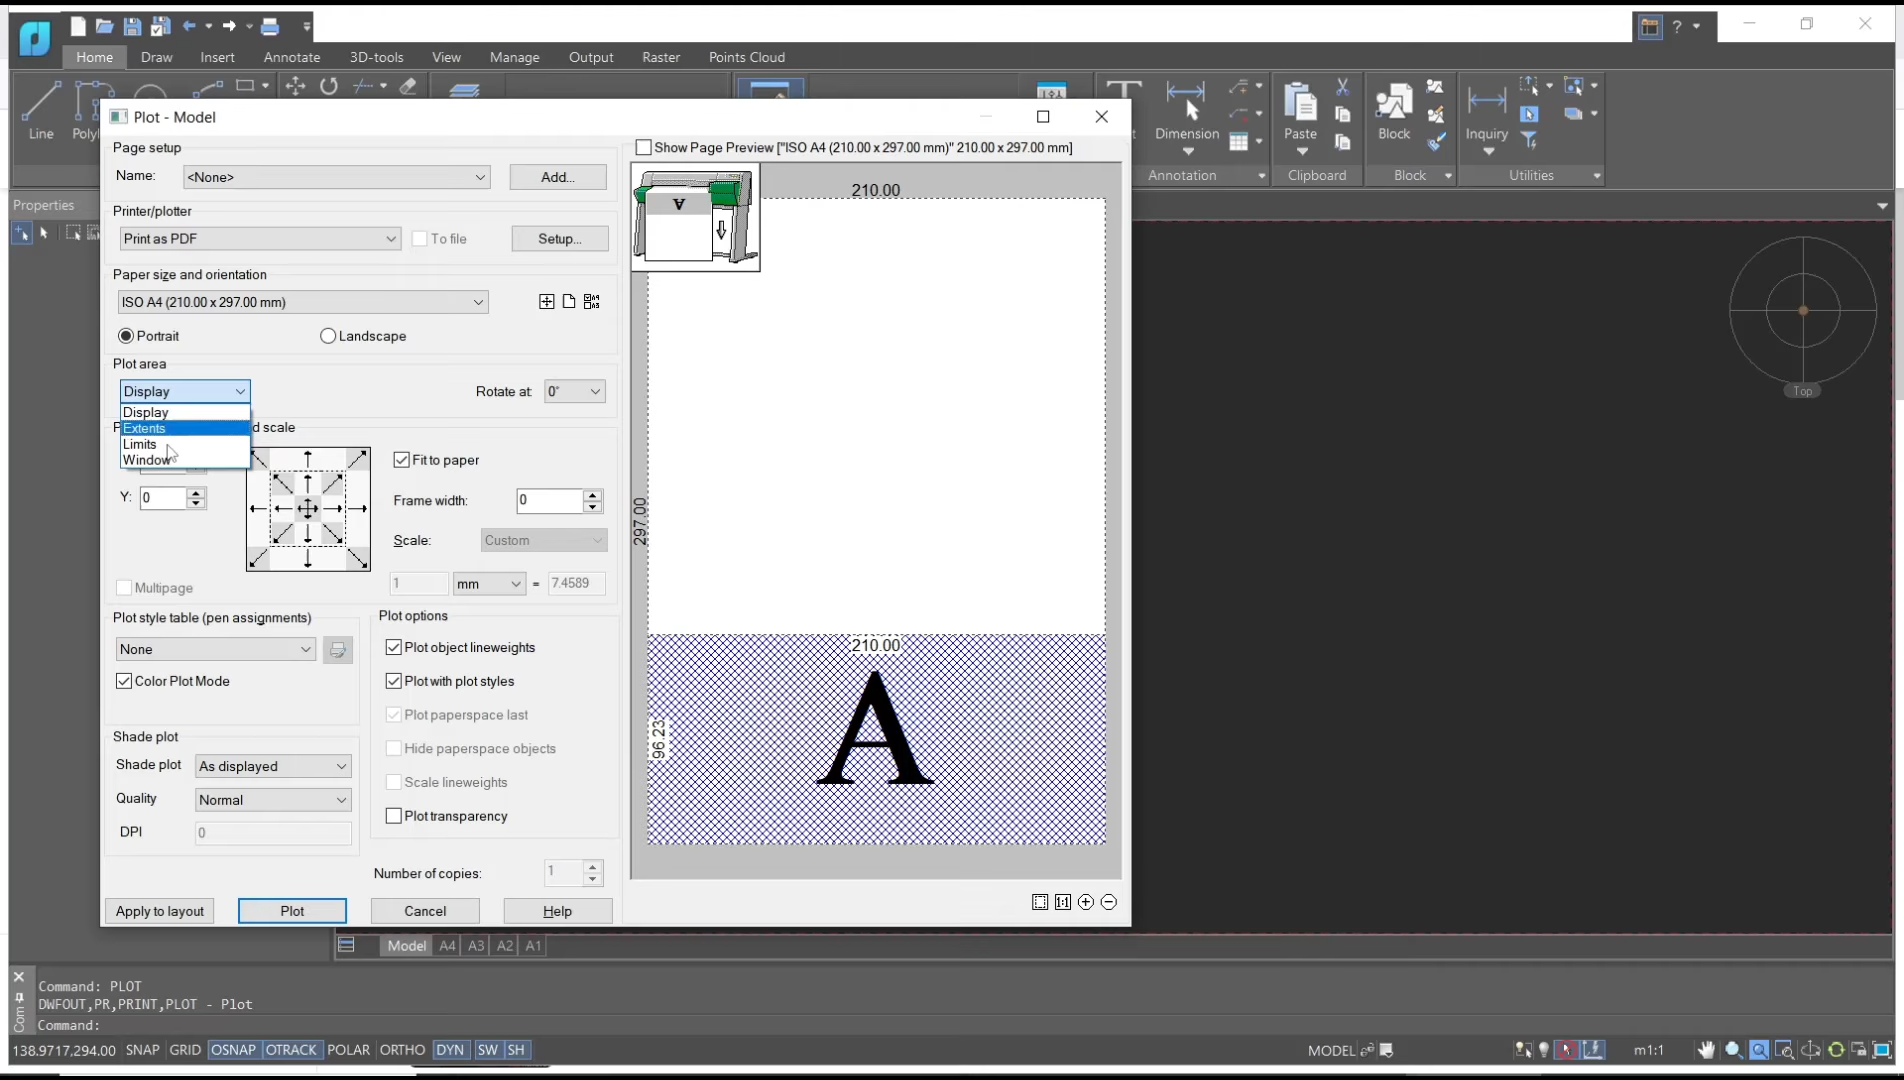 ?
Home Draw Insert Annotate 3D-tools View Manage Output Raster Points Cloud
Line
Dimension
Paste
Block
Inquiry
Annotation Clipboard Block Utilities
Properties
Plot - Model
Page setup
Name: <None> Add...
Printer/plotter
Print as PDF To file Setup...
Paper size and orientation
ISO A4 (210.00 x 297.00 mm)
Portrait Landscape
Plot area
Display Rotate at: 0°
Display
Extents
Limits
Window
d scale
Fit to paper
Y: 0
Frame width: 0
Scale: Custom
1 mm = 7.4589
Multipage
Plot style table (pen assignments)
None
Color Plot Mode
Plot options
Plot object lineweights
Plot with plot styles
Plot paperspace last
Hide paperspace objects
Scale lineweights
Plot transparency
Shade plot
Shade plot As displayed
Quality Normal
DPI 0
Number of copies: 1
Apply to layout Plot Cancel Help
Show Page Preview ["ISO A4 (210.00 x 297.00 mm)" 210.00 x 297.00 mm]
210.00
A
297.00
210.00
96.23
A
1:1
Top
Model A4 A3 A2 A1
Command: PLOT
DWFOUT,PR,PRINT,PLOT - Plot
Command:
Com
138.9717,294.00 SNAP GRID OSNAP OTRACK POLAR ORTHO DYN SW SH MODEL m1:1